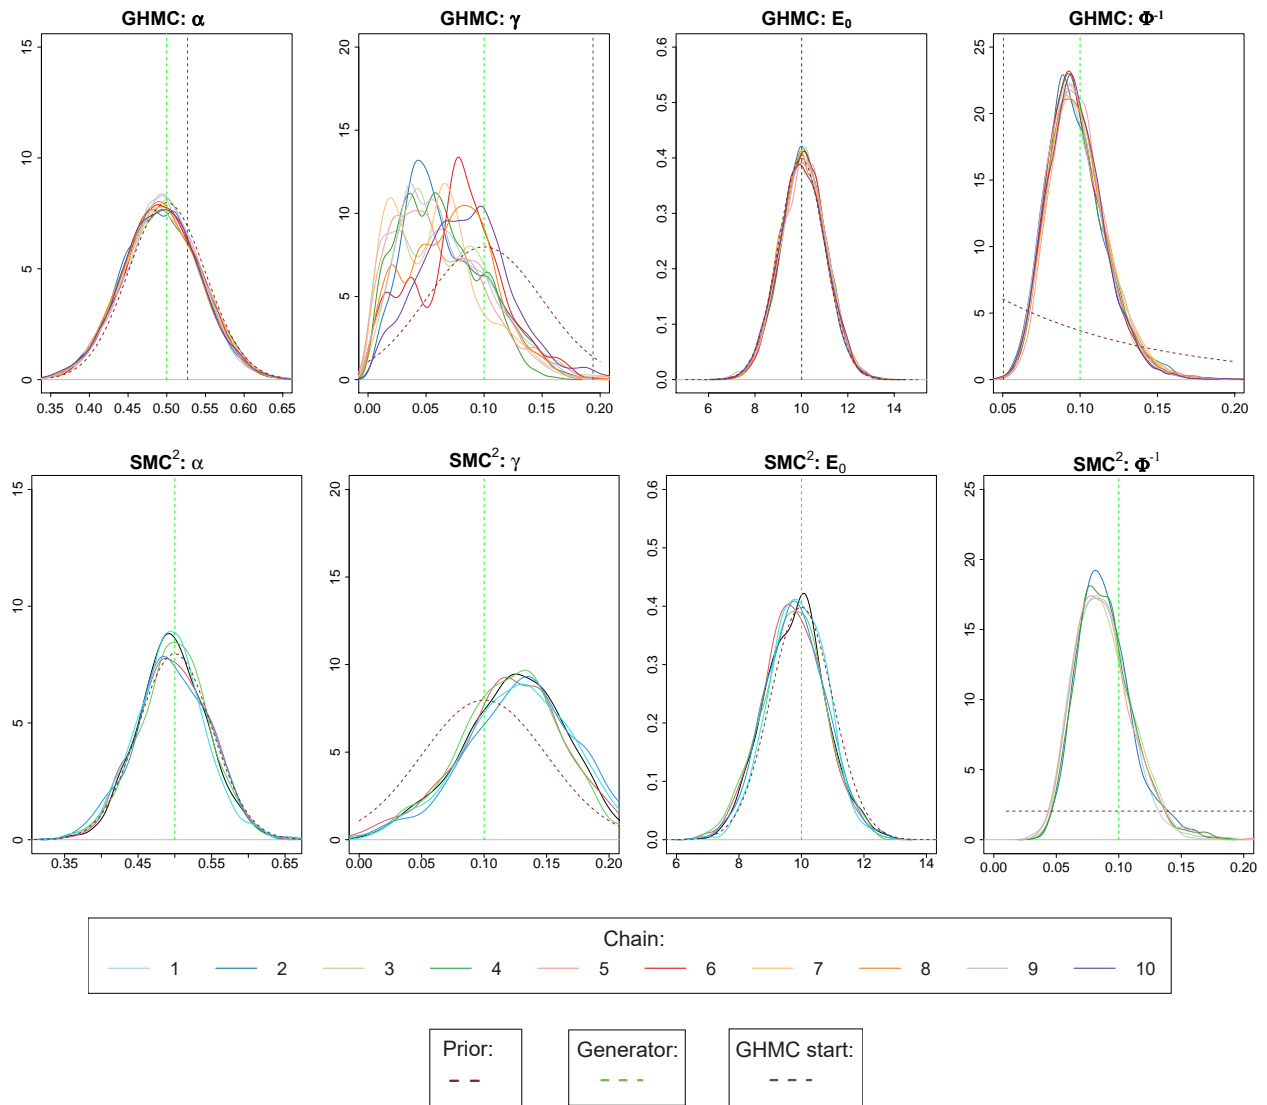 GHMC: α
GHMC: γ
GHMC: E0
GHMC: Φ-1
15
10
5
0
0.35 0.40 0.45 0.50 0.55 0.60 0.65
20
15
10
5
0
0.00 0.05 0.10 0.15 0.20
0.6
0.5
0.4
0.3
0.2
0.1
0.0
6 8 10 12 14
25
20
15
10
5
0
0.05 0.10 0.15 0.20
SMC2: α
SMC2: γ
SMC2: E0
SMC2: Φ-1
15
10
5
0
0.35 0.45 0.55 0.65
20
15
10
5
0
0.00 0.05 0.10 0.15 0.20
0.6
0.5
0.4
0.3
0.2
0.1
0.0
6 8 10 12 14
25
20
15
10
5
0
0.00 0.05 0.10 0.15 0.20
Chain:
1 2 3 4 5 6 7 8 9 10
Prior:
Generator:
GHMC start: